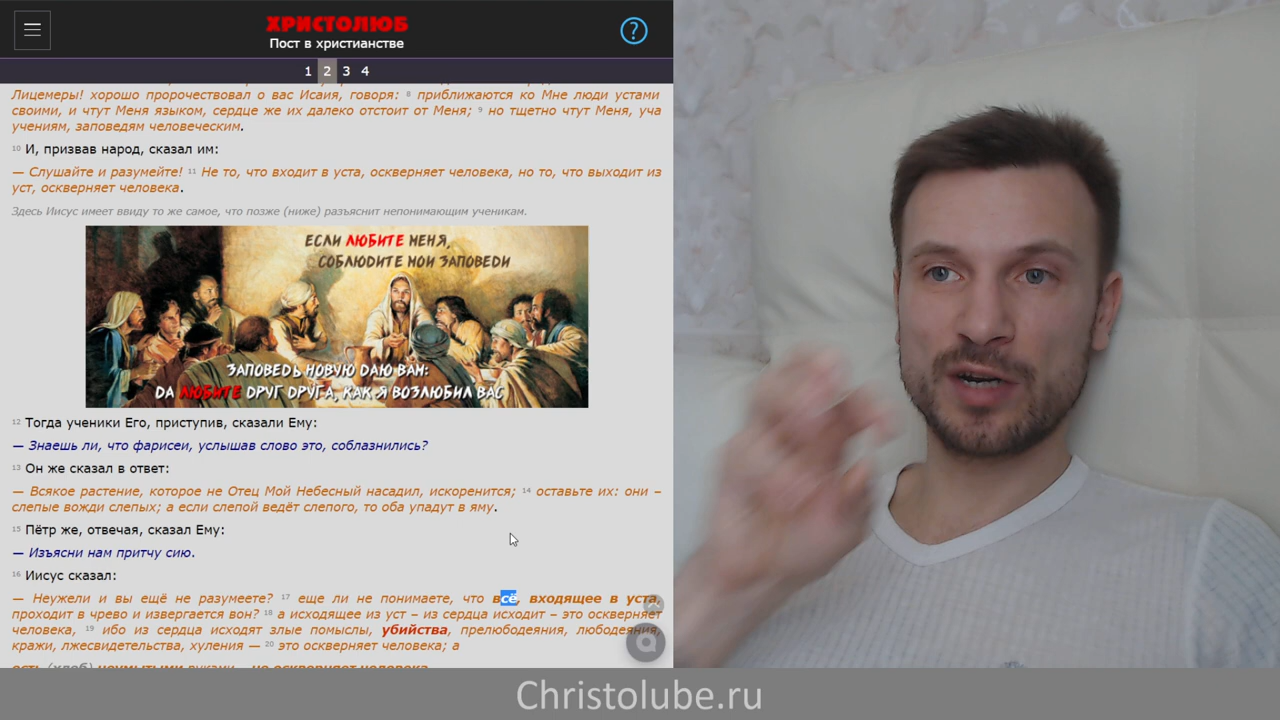 ХРИСТОЛЮБ
Пост в христианстве
?
1 2 3 4
Лицемеры! хорошо пророчествовал о вас Исаия, говоря: 8 приближаются ко Мне люди устами
своими, и чтут Меня языком, сердце же их далеко отстоит от Меня; 9 но тщетно чтут Меня, уча
учениям, заповедям человеческим.
10 И, призвав народ, сказал им:
— Слушайте и разумейте! 11 Не то, что входит в уста, оскверняет человека, но то, что выходит из
уст, оскверняет человека.
Здесь Иисус имеет ввиду то же самое, что позже (ниже) разъяснит непонимающим ученикам.
ЕСЛИ ЛЮБИТЕ МЕНЯ,
СОБЛЮДИТЕ МОИ ЗАПОВЕДИ
ЗАПОВЕДЬ НОВУЮ ДАЮ ВАМ:
ДА ЛЮБИТЕ ДРУГ ДРУГА, КАК Я ВОЗЛЮБИЛ ВАС
12 Тогда ученики Его, приступив, сказали Ему:
— Знаешь ли, что фарисеи, услышав слово это, соблазнились?
13 Он же сказал в ответ:
— Всякое растение, которое не Отец Мой Небесный насадил, искоренится; 14 оставьте их: они –
слепые вожди слепых; а если слепой ведёт слепого, то оба упадут в яму.
15 Пётр же, отвечая, сказал Ему:
— Изъясни нам притчу сию.
16 Иисус сказал:
— Неужели и вы ещё не разумеете? 17 еще ли не понимаете, что всё, входящее в уста,
проходит в чрево и извергается вон? 18 а исходящее из уст – из сердца исходит – это оскверняет
человека, 19 ибо из сердца исходят злые помыслы, убийства, прелюбодеяния, любодеяния,
кражи, лжесвидетельства, хуления — 20 это оскверняет человека; а
есть (хлеб) неумытыми руками – не оскверняет человека.
Christolube.ru